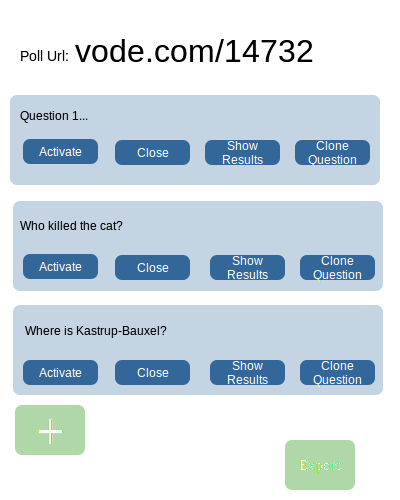 Poll Url: vode.com/14732
Question 1...
Activate Close Show Results Clone Question
Who killed the cat?
Activate Close Show Results Clone Question
Where is Kastrup-Bauxel?
Activate Close Show Results Clone Question
+
Export